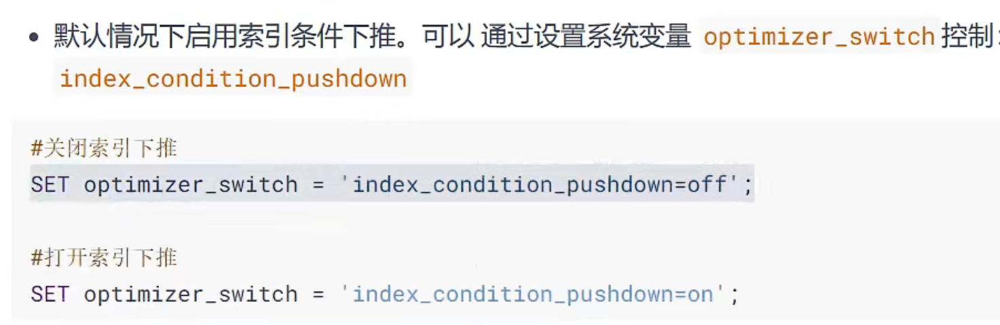 • 默认情况下启用索引条件下推。可以 通过设置系统变量 optimizer_switch 控制：
index_condition_pushdown
#关闭索引下推
SET optimizer_switch = 'index_condition_pushdown=off';
#打开索引下推
SET optimizer_switch = 'index_condition_pushdown=on';